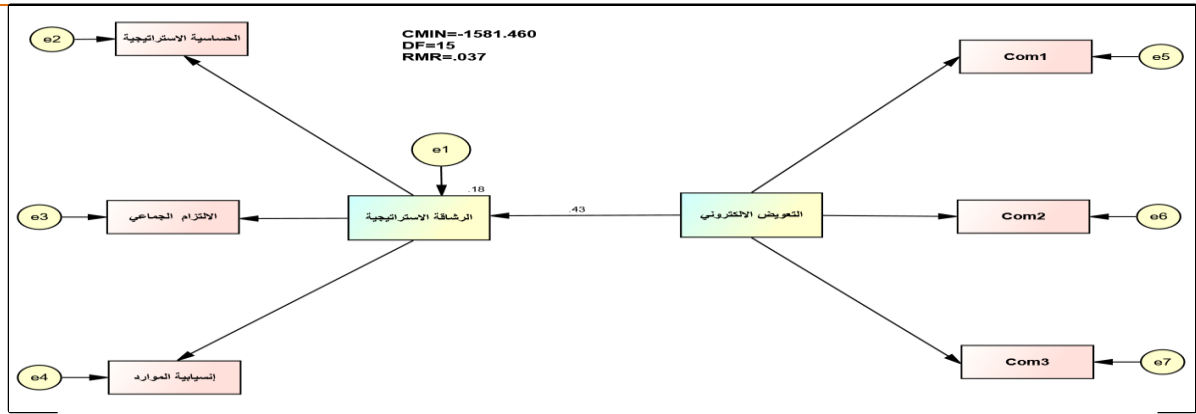 CMIN=-1581.460
DF=15
RMR=.037
e2
الحساسية الاستراتيجية
Com1
e5
e1
.18
e3
الالتزام الجماعي
الرشاقة الاستراتيجية
.43
التعويض الالكتروني
Com2
e6
e4
إنسيابية الموارد
Com3
e7